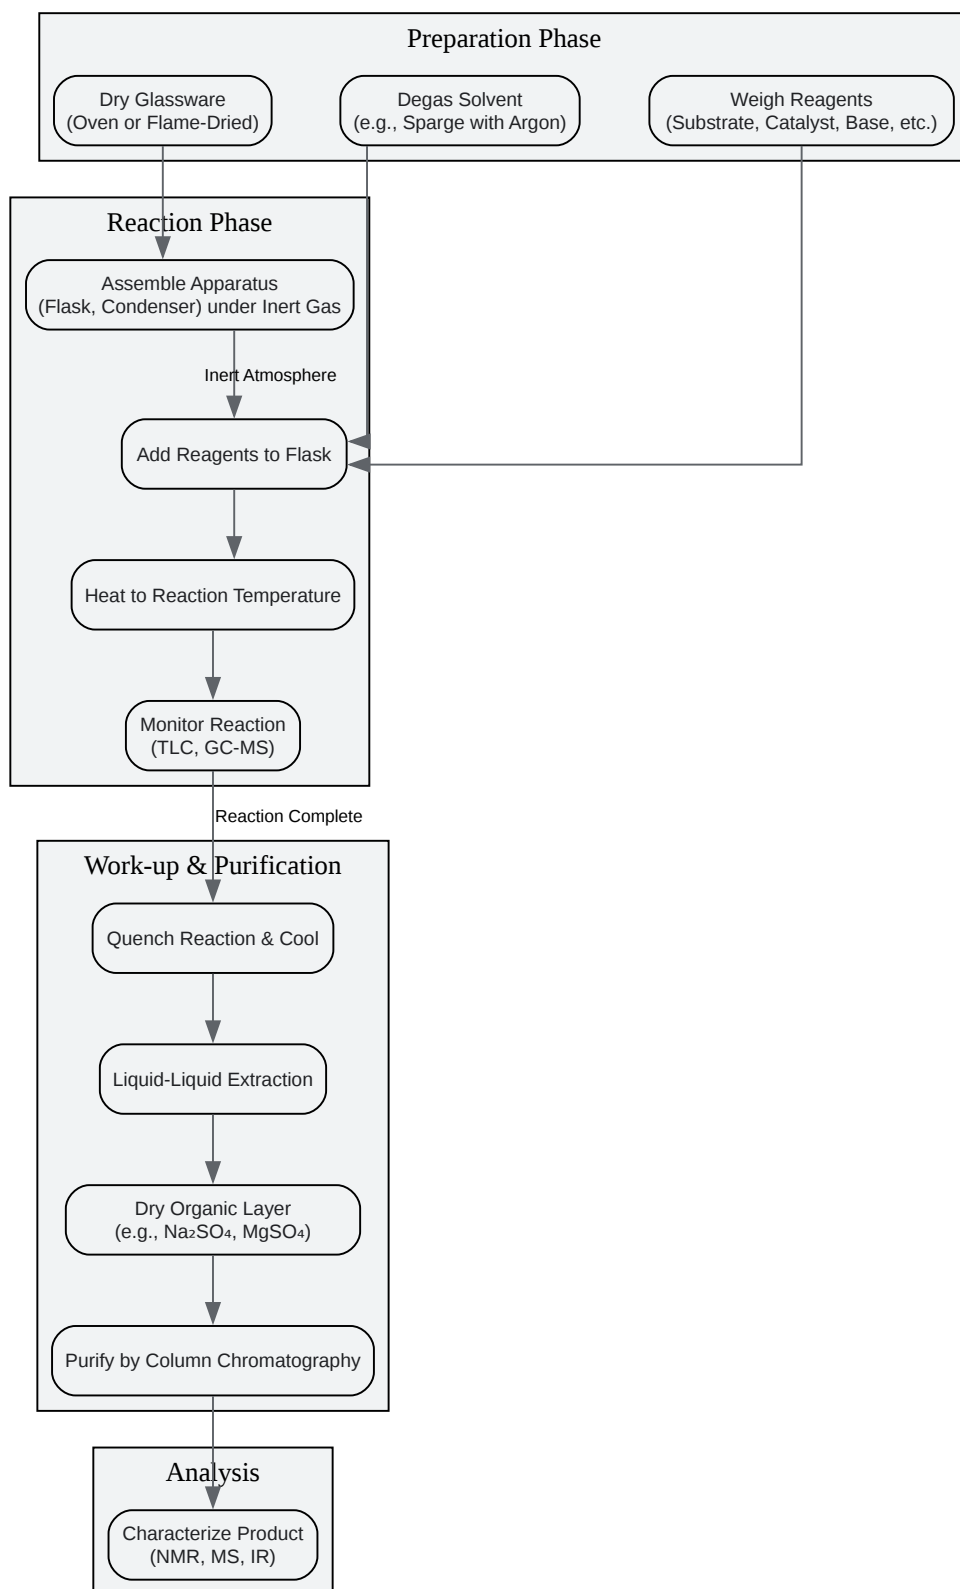 Preparation Phase
Dry Glassware
(Oven or Flame-Dried)
Degas Solvent
(e.g., Sparge with Argon)
Weigh Reagents
(Substrate, Catalyst, Base, etc.)
Reaction Phase
Assemble Apparatus
(Flask, Condenser) under Inert Gas
Inert Atmosphere
Add Reagents to Flask
Heat to Reaction Temperature
Monitor Reaction
(TLC, GC-MS)
Reaction Complete
Work-up & Purification
Quench Reaction & Cool
Liquid-Liquid Extraction
Dry Organic Layer
(e.g., Na₂SO₄, MgSO₄)
Purify by Column Chromatography
Analysis
Characterize Product
(NMR, MS, IR)